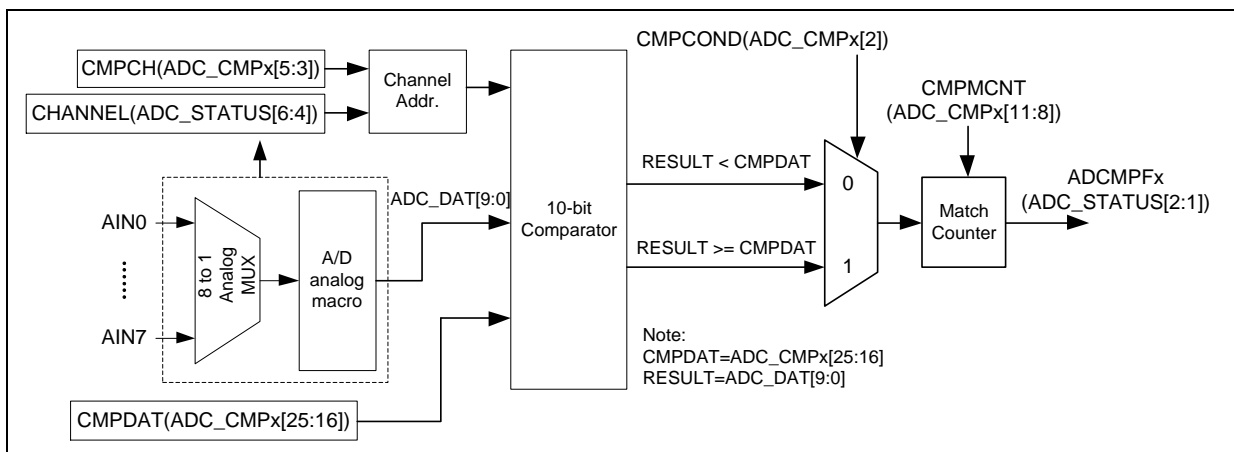 CMPCH(ADC_CMPx[5:3])
CHANNEL(ADC_STATUS[6:4])
Channel
Addr.
AIN0
......
AIN7
8 to 1
Analog
MUX
A/D
analog
macro
ADC_DAT[9:0]
CMPDAT(ADC_CMPx[25:16])
10-bit
Comparator
CMPCOND(ADC_CMPx[2])
RESULT < CMPDAT
RESULT >= CMPDAT
0
1
CMPMCNT
(ADC_CMPx[11:8])
Match
Counter
ADCMPFx
(ADC_STATUS[2:1])
Note:
CMPDAT=ADC_CMPx[25:16]
RESULT=ADC_DAT[9:0]